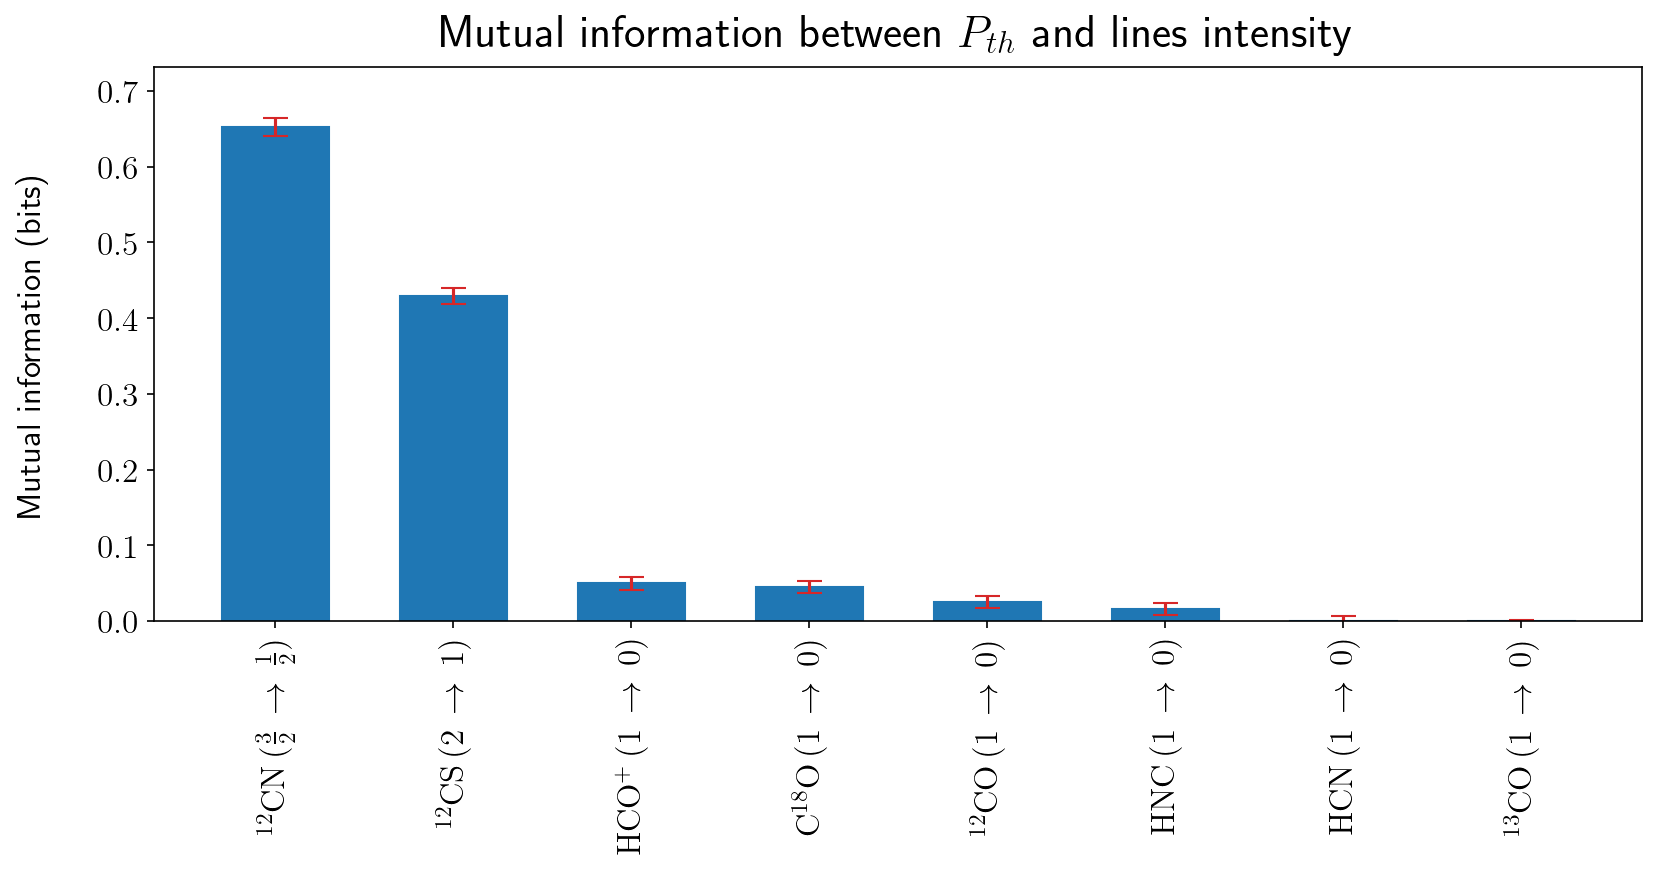 Mutual information between P_th and lines intensity
Mutual information (bits)
0.7
0.6
0.5
0.4
0.3
0.2
0.1
0.0
¹²CN (3/2 → 1/2)
¹²CS (2 → 1)
HCO⁺ (1 → 0)
C¹⁸O (1 → 0)
¹²CO (1 → 0)
HNC (1 → 0)
HCN (1 → 0)
¹³CO (1 → 0)